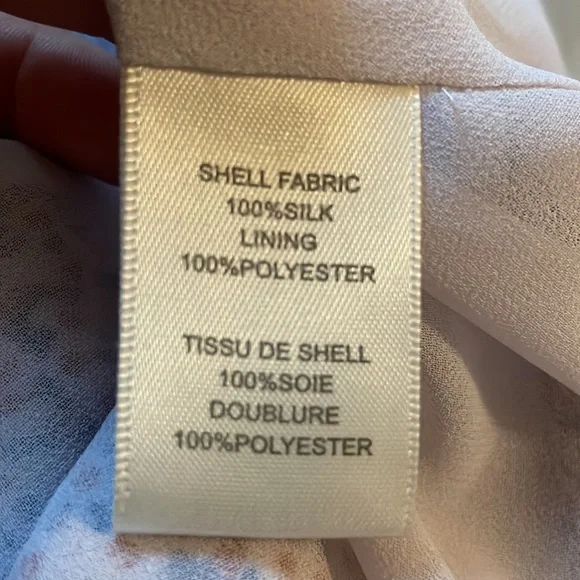 SHELL FABRIC
100%SILK
LINING
100%POLYESTER
TISSU DE SHELL
100%SOIE
DOUBLURE
100%POLYESTER